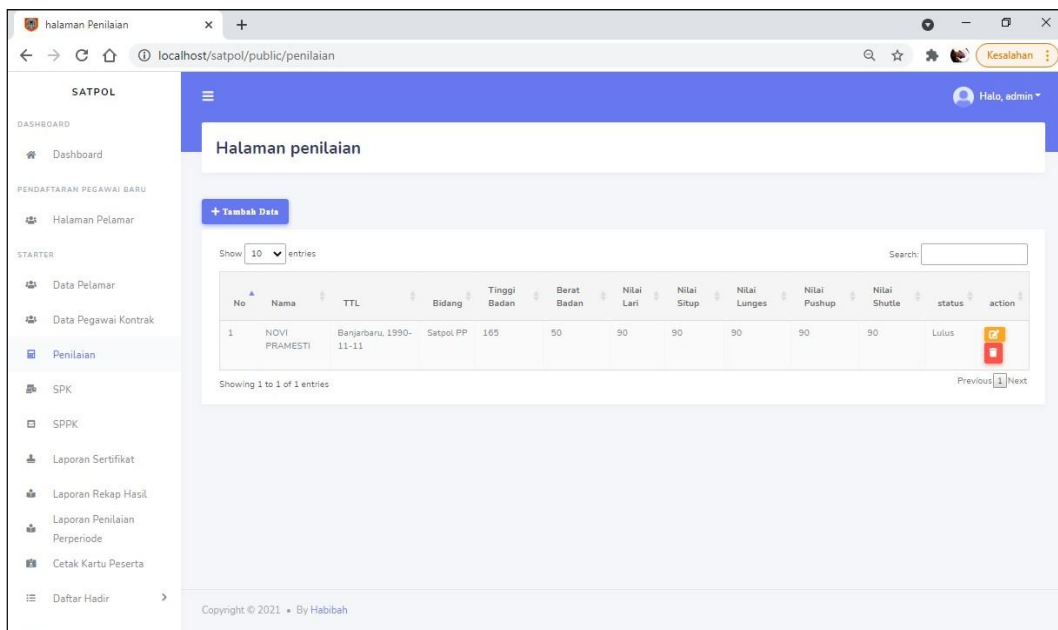 halaman Penilaian
localhost/satpol/public/penilaian
Kesalahan
SATPOL
Halo, admin
DASHBOARD
Dashboard
Halaman penilaian
PENDAFTARAN PEGAWAI BARU
Halaman Pelamar
+ Tambah Data
STARTER
Data Pelamar
Data Pegawai Kontrak
Penilaian
SPK
SPPK
Laporan Sertifikat
Laporan Rekap Hasil
Laporan Penilaian
Perperiode
Cetak Kartu Peserta
Daftar Hadir
Show 10 entries
Search:
No Nama TTL Bidang Tinggi Badan Berat Badan Nilai Lari Nilai Situp Nilai Lunges Nilai Pushup Nilai Shutle status action
1 NOVI PRAMESTI Banjarbaru, 1990-11-11 Satpol PP 165 50 90 90 90 90 90 Lulus
Showing 1 to 1 of 1 entries
Previous 1 Next
Copyright © 2021 • By Habibah